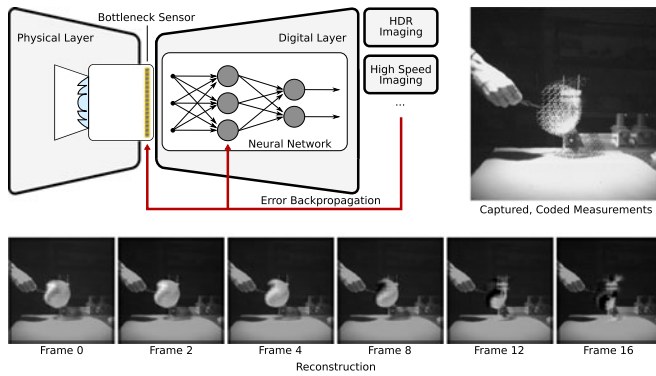 Bottleneck Sensor
Physical Layer
Digital Layer
Neural Network
HDR
Imaging
High Speed
Imaging
...
Error Backpropagation
Captured, Coded Measurements
Frame 0
Frame 2
Frame 4
Frame 8
Frame 12
Frame 16
Reconstruction